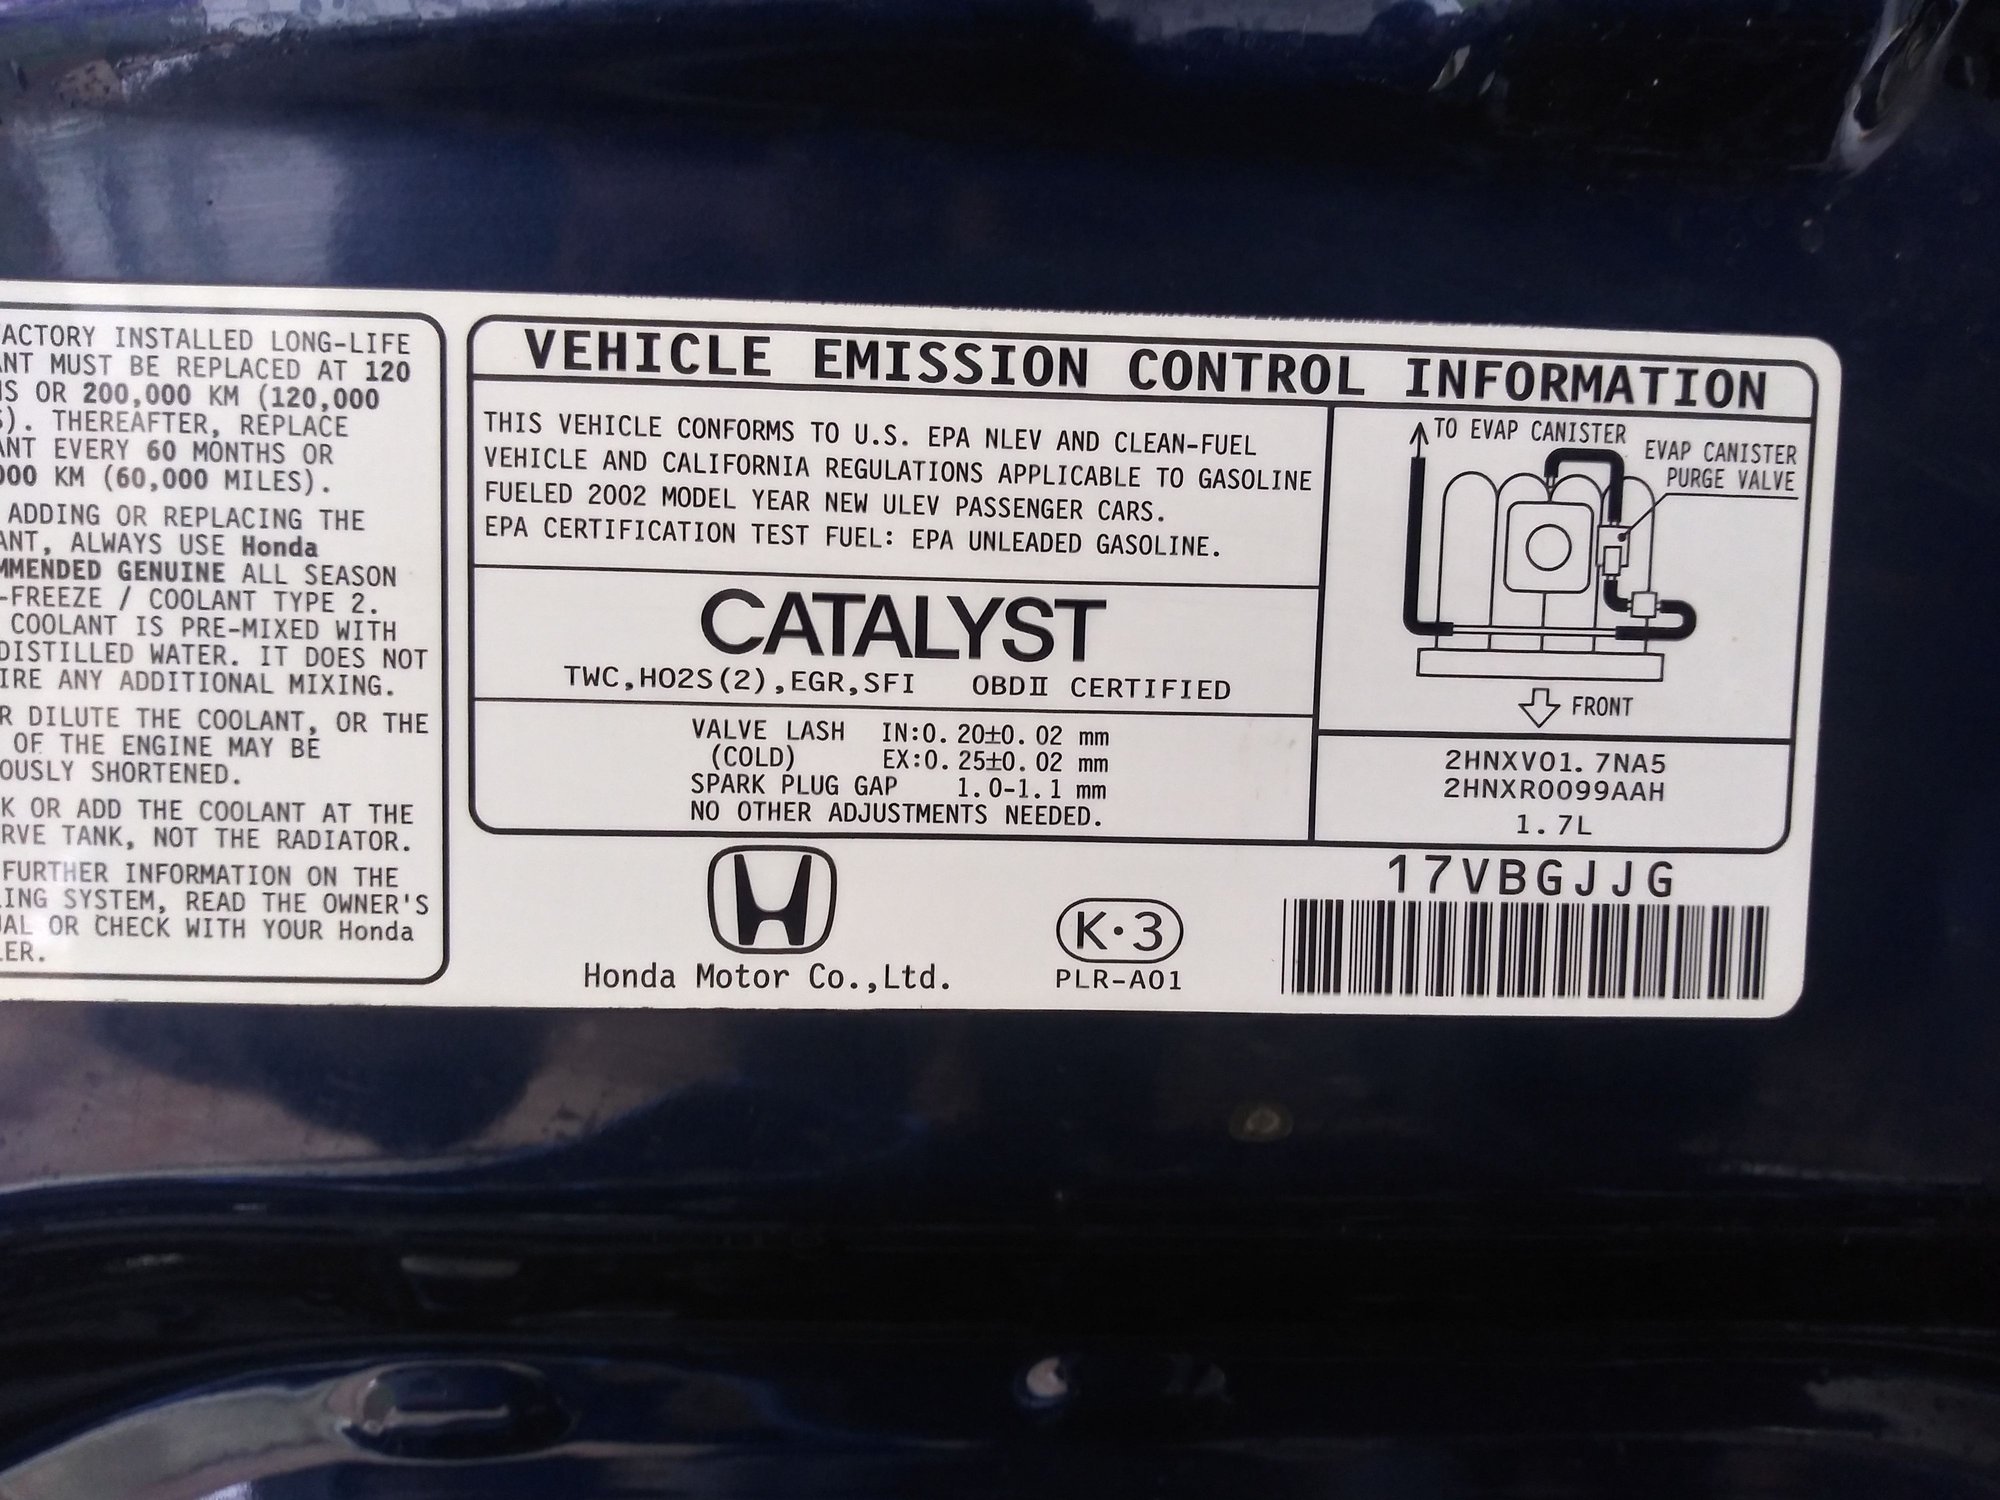 ACTORY INSTALLED LONG-LIFE
ANT MUST BE REPLACED AT 120
S OR 200,000 KM (120,000
). THEREAFTER, REPLACE
ANT EVERY 60 MONTHS OR
000 KM (60,000 MILES).
ADDING OR REPLACING THE
ANT, ALWAYS USE Honda
MMENDED GENUINE ALL SEASON
-FREEZE / COOLANT TYPE 2.
COOLANT IS PRE-MIXED WITH
DISTILLED WATER. IT DOES NOT
IRE ANY ADDITIONAL MIXING.
R DILUTE THE COOLANT, OR THE
OF THE ENGINE MAY BE
OUSLY SHORTENED.
K OR ADD THE COOLANT AT THE
RVE TANK, NOT THE RADIATOR.
FURTHER INFORMATION ON THE
ING SYSTEM, READ THE OWNER'S
AL OR CHECK WITH YOUR Honda
LER.
VEHICLE EMISSION CONTROL INFORMATION
THIS VEHICLE CONFORMS TO U.S. EPA NLEV AND CLEAN-FUEL
VEHICLE AND CALIFORNIA REGULATIONS APPLICABLE TO GASOLINE
FUELED 2002 MODEL YEAR NEW ULEV PASSENGER CARS.
EPA CERTIFICATION TEST FUEL: EPA UNLEADED GASOLINE.
CATALYST
TWC,HO2S(2),EGR,SFI OBDⅡ CERTIFIED
VALVE LASH IN:0.20±0.02 mm
(COLD) EX:0.25±0.02 mm
SPARK PLUG GAP 1.0-1.1 mm
NO OTHER ADJUSTMENTS NEEDED.
TO EVAP CANISTER
EVAP CANISTER
PURGE VALVE
FRONT
2HNXV01.7NA5
2HNXR0099AAH
1.7L
Honda Motor Co.,Ltd.
K·3
PLR-A01
17VBGJJG